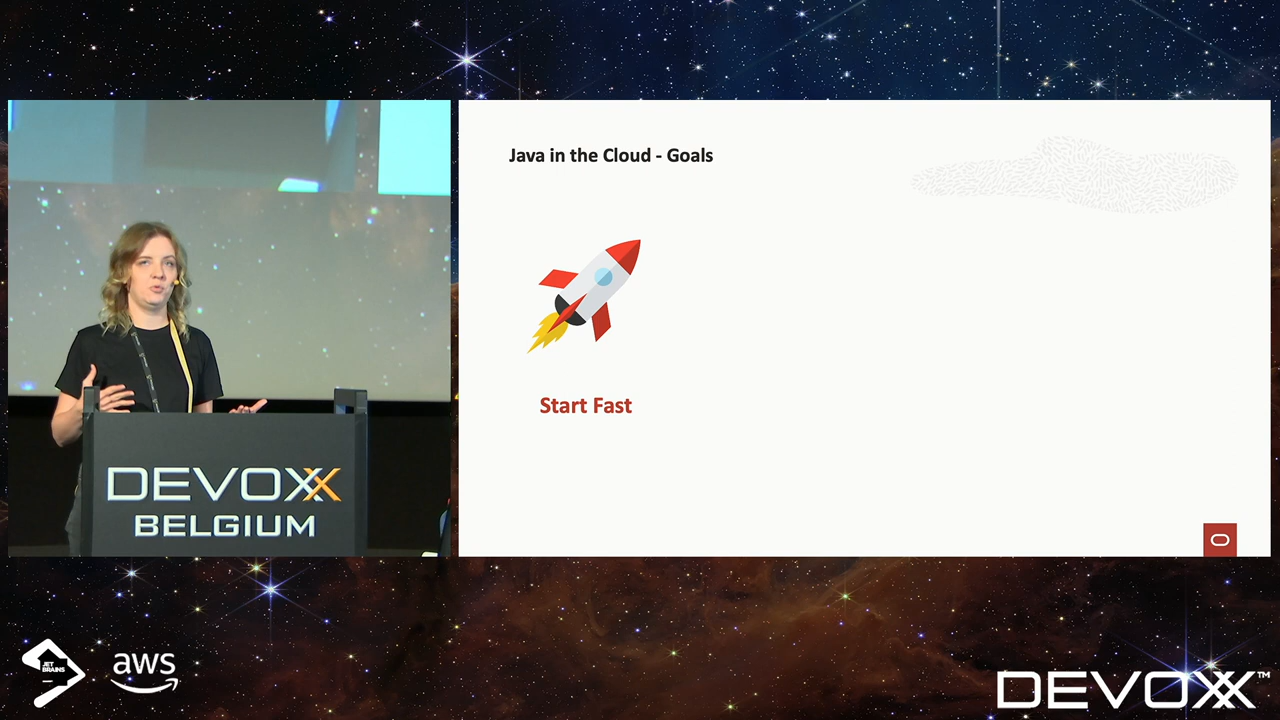 Java in the Cloud - Goals
Start Fast
DEVOXX
BELGIUM
JET
BRAINS
aws
DEVOXX™